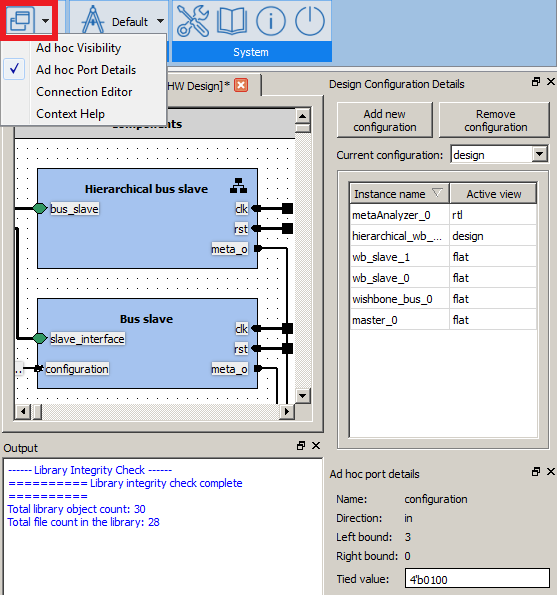 Default
System
Ad hoc Visibility
Ad hoc Port Details
Connection Editor
Context Help
HW Design]*
Hierarchical bus slave
bus_slave
clk
rst
meta_o
Bus slave
slave_interface
clk
rst
configuration
meta_o
Output
------ Library Integrity Check ------
========== Library integrity check complete
==========
Total library object count: 30
Total file count in the library: 28
Design Configuration Details
Add new
configuration
Remove
configuration
Current configuration: design
Instance name Active view
metaAnalyzer_0 rtl
hierarchical_wb_... design
wb_slave_1 flat
wb_slave_0 flat
wishbone_bus_0 flat
master_0 flat
Ad hoc port details
Name: configuration
Direction: in
Left bound: 3
Right bound: 0
Tied value: 4'b0100